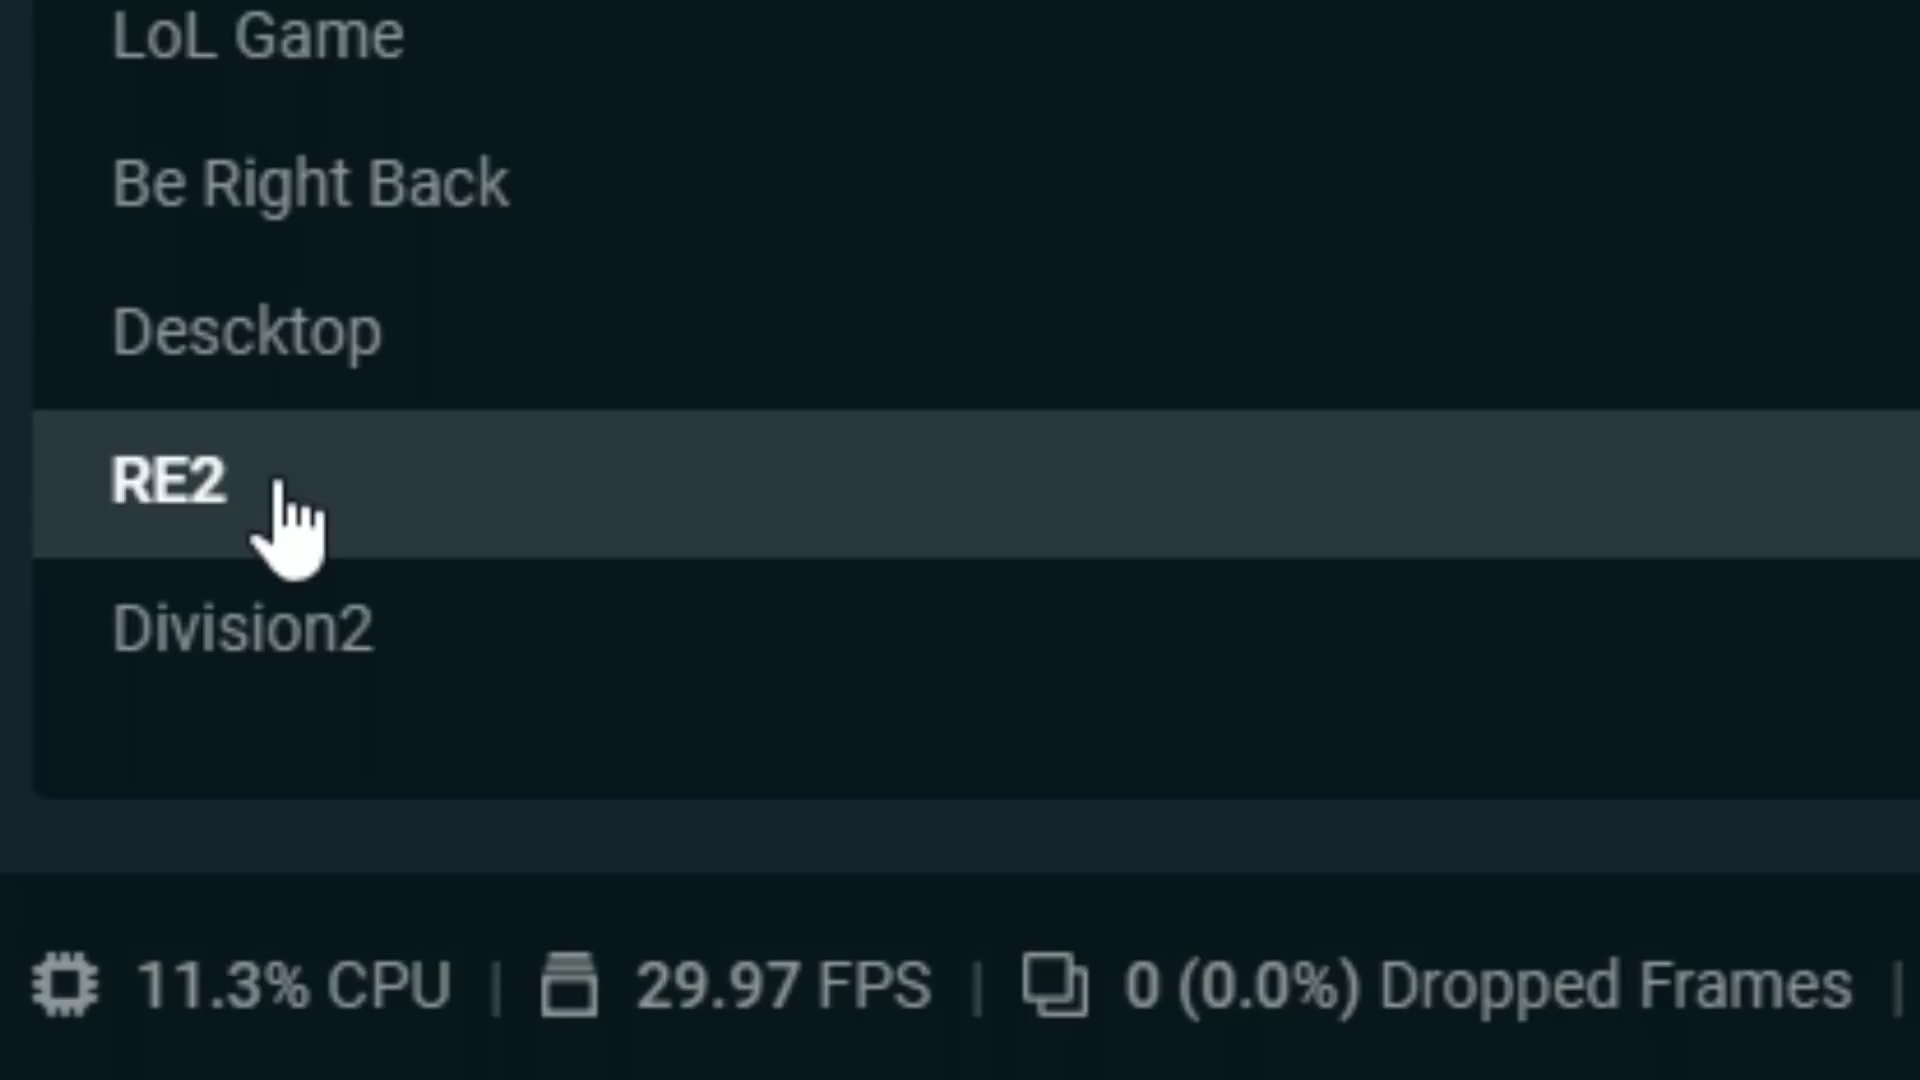 LoL Game
Be Right Back
Descktop
RE2
Division2
11.3% CPU | 29.97 FPS | 0 (0.0%) Dropped Frames |